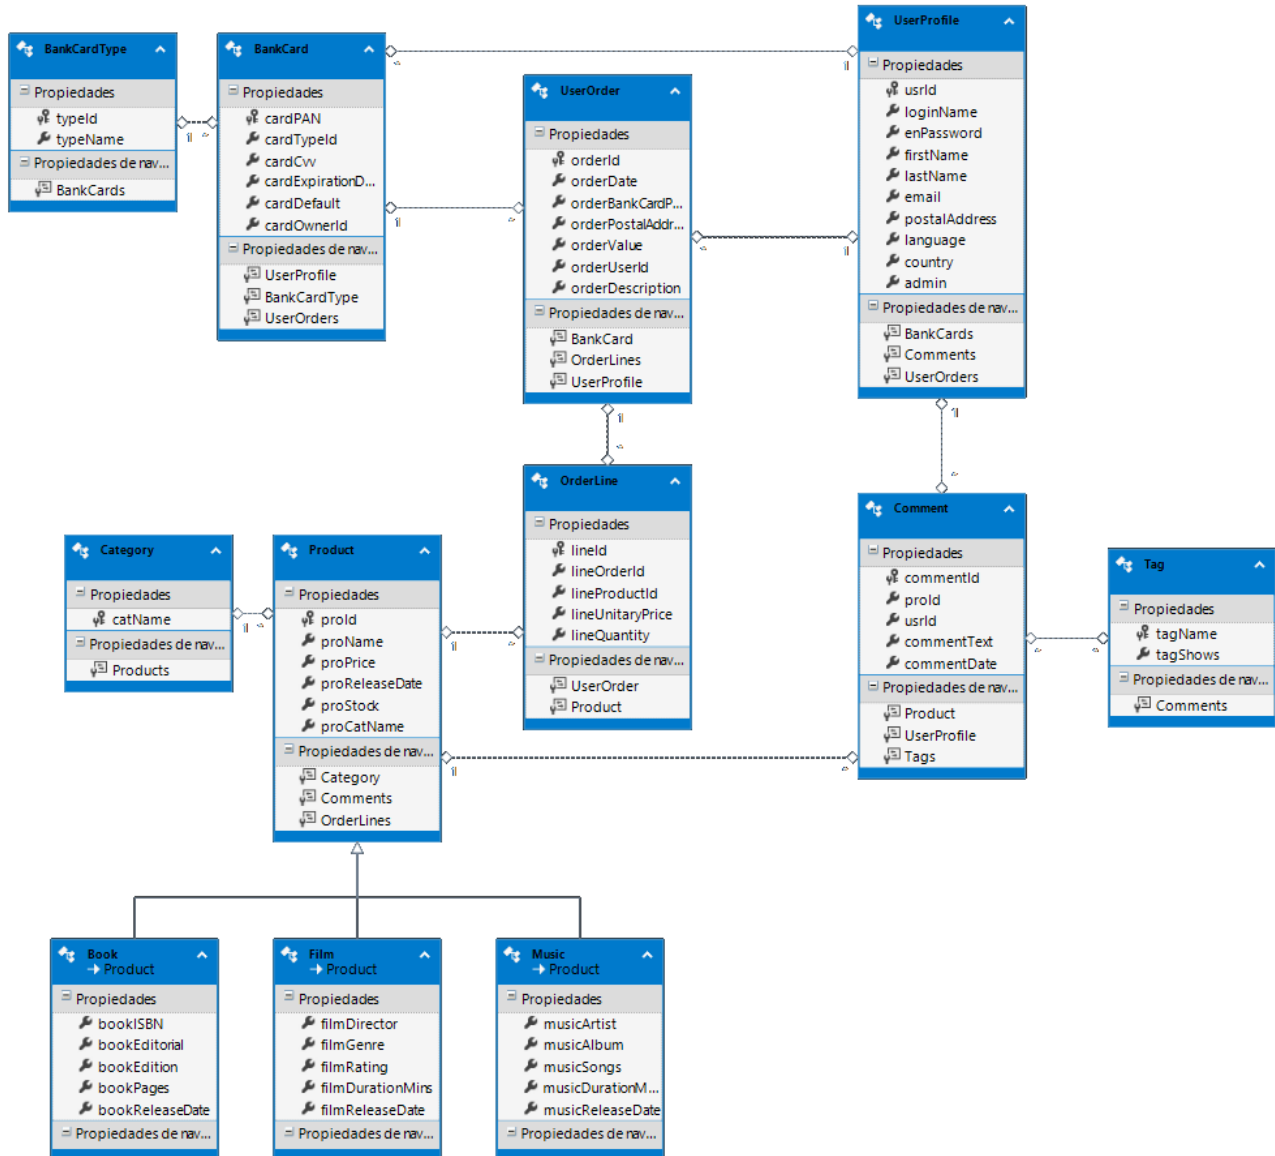 BankCardType
Propiedades
typeId
typeName
Propiedades de nav...
BankCards
BankCard
Propiedades
cardPAN
cardTypeId
cardCvv
cardExpirationD...
cardDefault
cardOwnerId
Propiedades de nav...
UserProfile
BankCardType
UserOrders
UserOrder
Propiedades
orderId
orderDate
orderBankCardP...
orderPostalAddr...
orderValue
orderUserId
orderDescription
Propiedades de nav...
BankCard
OrderLines
UserProfile
UserProfile
Propiedades
usrId
loginName
enPassword
firstName
lastName
email
postalAddress
language
country
admin
Propiedades de nav...
BankCards
Comments
UserOrders
Category
Propiedades
catName
Propiedades de nav...
Products
Product
Propiedades
proId
proName
proPrice
proReleaseDate
proStock
proCatName
Propiedades de nav...
Category
Comments
OrderLines
OrderLine
Propiedades
lineId
lineOrderId
lineProductId
lineUnitaryPrice
lineQuantity
Propiedades de nav...
UserOrder
Product
Comment
Propiedades
commentId
proId
usrId
commentText
commentDate
Propiedades de nav...
Product
UserProfile
Tags
Tag
Propiedades
tagName
tagShows
Propiedades de nav...
Comments
Book
Product
Propiedades
bookISBN
bookEditorial
bookEdition
bookPages
bookReleaseDate
Propiedades de nav...
Film
Product
Propiedades
filmDirector
filmGenre
filmRating
filmDurationMins
filmReleaseDate
Propiedades de nav...
Music
Product
Propiedades
musicArtist
musicAlbum
musicSongs
musicDurationM...
musicReleaseDate
Propiedades de nav...